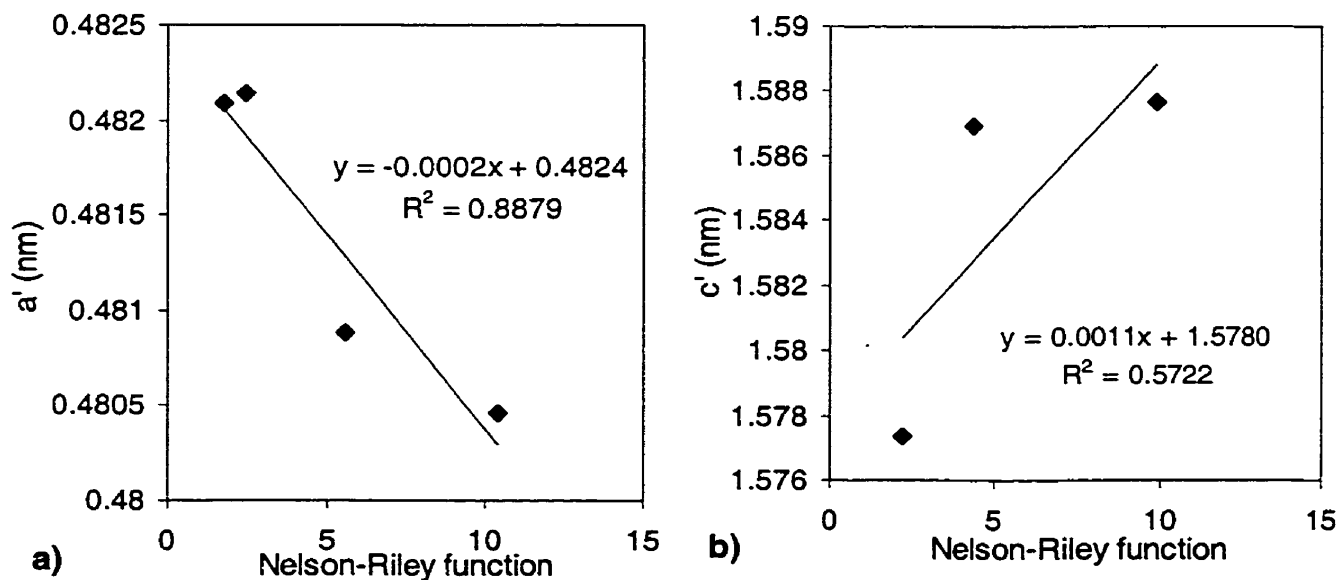 0.4825
0.482
0.4815
0.481
0.4805
0.48
a' (nm)
y = -0.0002x + 0.4824
R² = 0.8879
0
5
10
15
a)
Nelson-Riley function
1.59
1.588
1.586
1.584
1.582
1.58
1.578
1.576
c' (nm)
y = 0.0011x + 1.5780
R² = 0.5722
0
5
10
15
b)
Nelson-Riley function